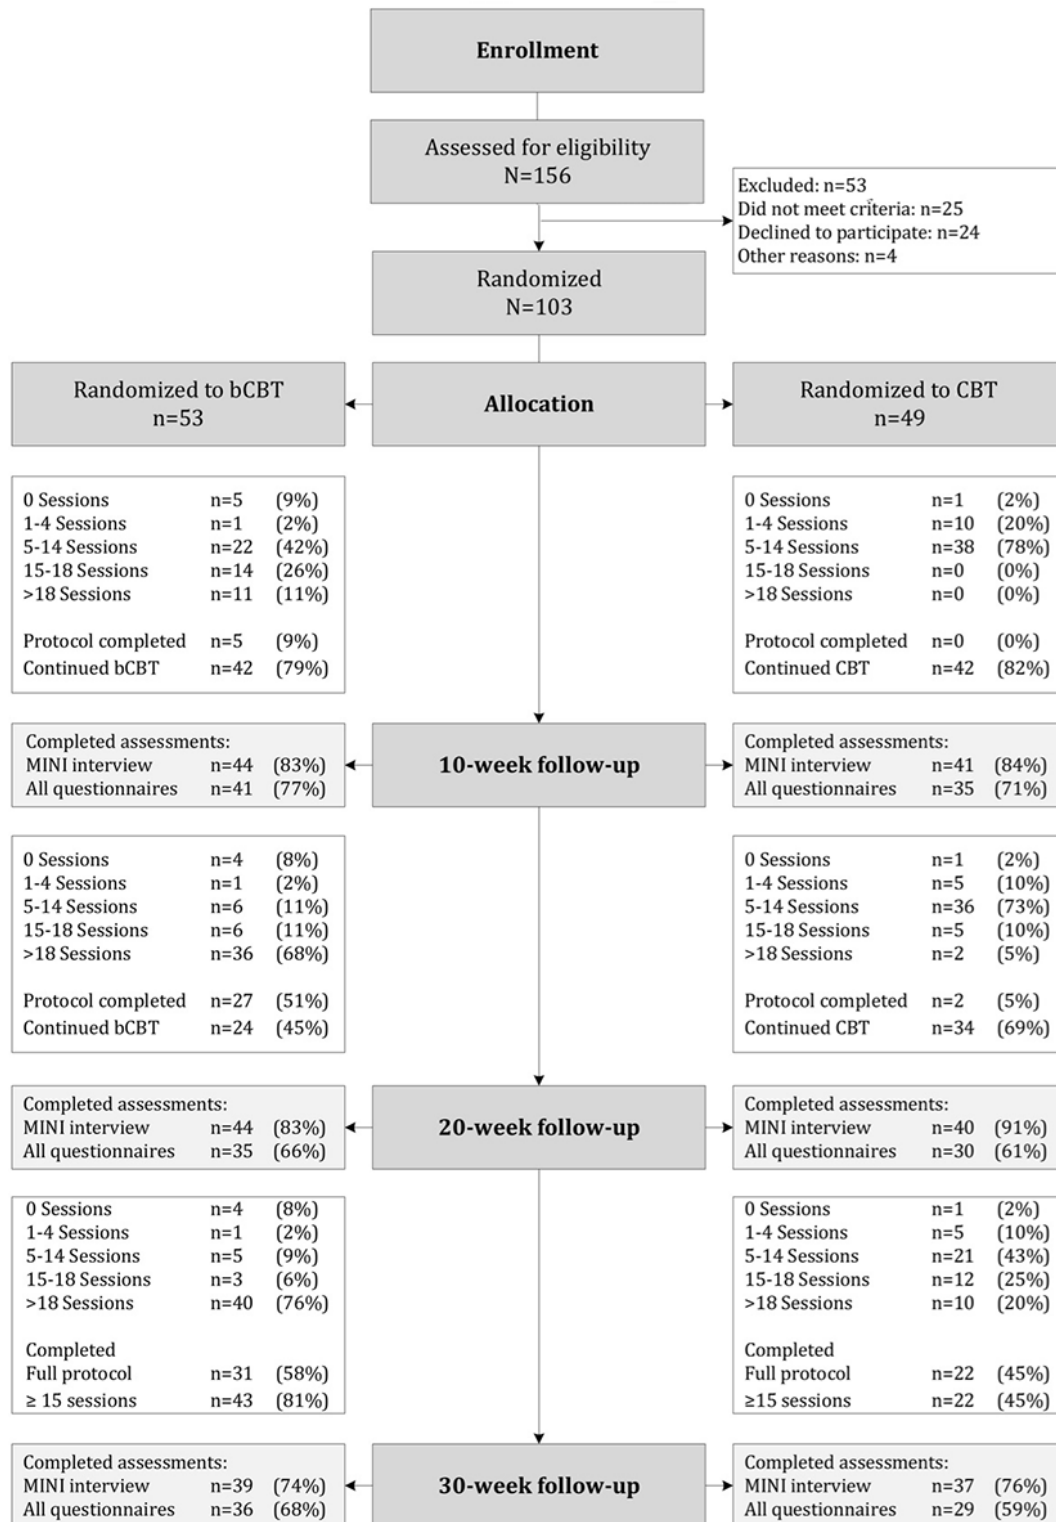 Enrollment
Assessed for eligibility
N=156
Excluded: n=53
Did not meet criteria: n=25
Declined to participate: n=24
Other reasons: n=4
Randomized
N=103
Allocation
Randomized to bCBT
n=53
Randomized to CBT
n=49
0 Sessions n=5 (9%)
1-4 Sessions n=1 (2%)
5-14 Sessions n=22 (42%)
15-18 Sessions n=14 (26%)
>18 Sessions n=11 (11%)
Protocol completed n=5 (9%)
Continued bCBT n=42 (79%)
0 Sessions n=1 (2%)
1-4 Sessions n=10 (20%)
5-14 Sessions n=38 (78%)
15-18 Sessions n=0 (0%)
>18 Sessions n=0 (0%)
Protocol completed n=0 (0%)
Continued CBT n=42 (82%)
10-week follow-up
Completed assessments:
MINI interview n=44 (83%)
All questionnaires n=41 (77%)
Completed assessments:
MINI interview n=41 (84%)
All questionnaires n=35 (71%)
0 Sessions n=4 (8%)
1-4 Sessions n=1 (2%)
5-14 Sessions n=6 (11%)
15-18 Sessions n=6 (11%)
>18 Sessions n=36 (68%)
Protocol completed n=27 (51%)
Continued bCBT n=24 (45%)
0 Sessions n=1 (2%)
1-4 Sessions n=5 (10%)
5-14 Sessions n=36 (73%)
15-18 Sessions n=5 (10%)
>18 Sessions n=2 (5%)
Protocol completed n=2 (5%)
Continued CBT n=34 (69%)
20-week follow-up
Completed assessments:
MINI interview n=44 (83%)
All questionnaires n=35 (66%)
Completed assessments:
MINI interview n=40 (91%)
All questionnaires n=30 (61%)
0 Sessions n=4 (8%)
1-4 Sessions n=1 (2%)
5-14 Sessions n=5 (9%)
15-18 Sessions n=3 (6%)
>18 Sessions n=40 (76%)
Completed
Full protocol n=31 (58%)
≥ 15 sessions n=43 (81%)
0 Sessions n=1 (2%)
1-4 Sessions n=5 (10%)
5-14 Sessions n=21 (43%)
15-18 Sessions n=12 (25%)
>18 Sessions n=10 (20%)
Completed
Full protocol n=22 (45%)
≥15 sessions n=22 (45%)
30-week follow-up
Completed assessments:
MINI interview n=39 (74%)
All questionnaires n=36 (68%)
Completed assessments:
MINI interview n=37 (76%)
All questionnaires n=29 (59%)